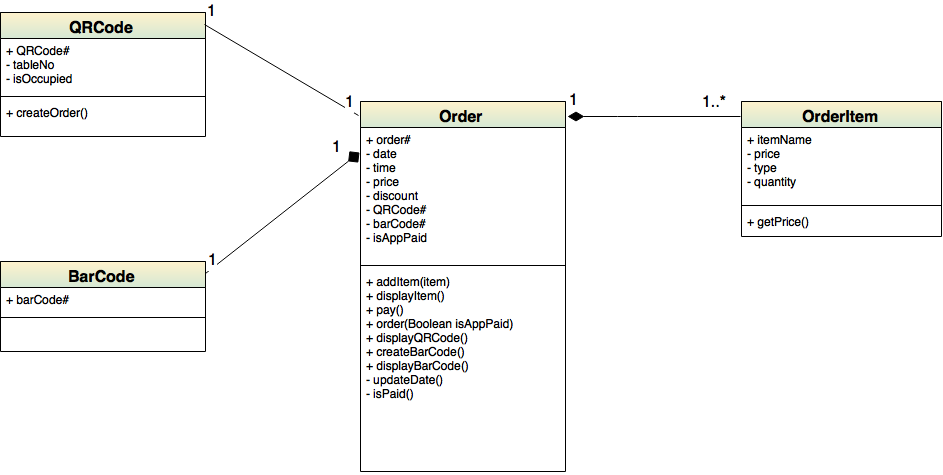 QRCode
+ QRCode#
- tableNo
- isOccupied
+ createOrder()
1
1
Order
+ order#
- date
- time
- price
- discount
- QRCode#
- barCode#
- isAppPaid
+ addItem(item)
+ displayItem()
+ pay()
+ order(Boolean isAppPaid)
+ displayQRCode()
+ createBarCode()
+ displayBarCode()
- updateDate()
- isPaid()
1
1..*
OrderItem
+ itemName
- price
- type
- quantity
+ getPrice()
1
1
BarCode
+ barCode#